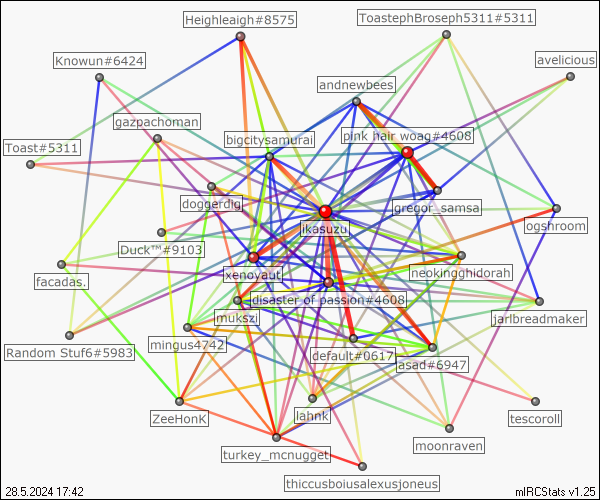 Heighleaigh#8575
ToastephBroseph5311#5311
Knowun#6424
avelicious
andnewbees
gazpachoman
pink hair woag#4608
bigcitysamurai
Toast#5311
doggerdig
gregor_samsa
ogshroom
likasuzu
Duck™#9103
xenoyaut
neokingghidorah
facadas.
disaster of passion#4608
mukszi
jarlbreadmaker
mingus4742
Random Stuf6#5983
default#0617
asad#6947
ZeeHonK
lahnk
tescoroll
moonraven
turkey_mcnugget
thiccusboiusalexusjoneus
28.5.2024 17:42
mIRCStats v1.25